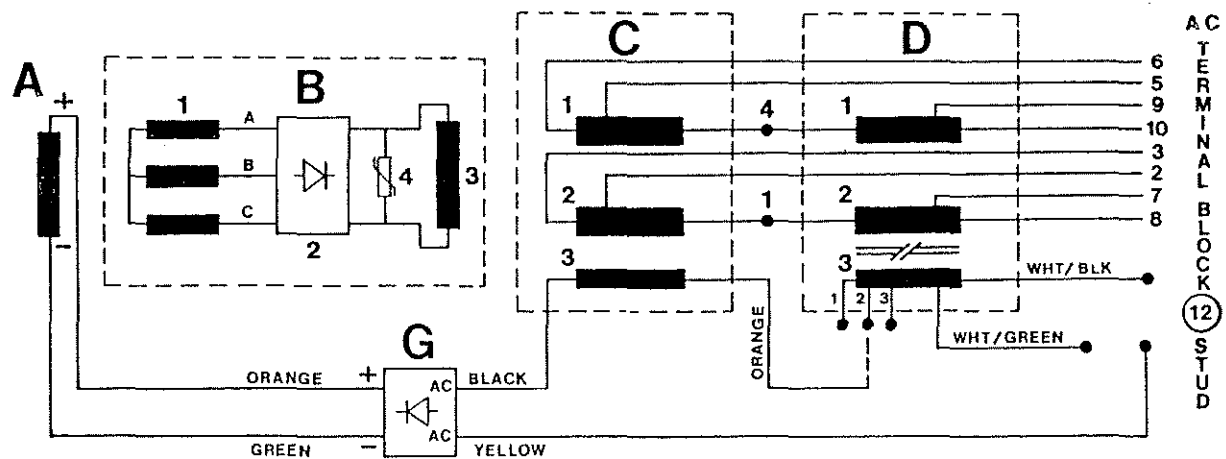 A
+
-
B
1
A
B
C
2
4
3
C
1
2
3
4
1
D
1
2
3
1 2 3
6
5
9
10
3
2
7
8
WHT/BLK
WHT/GREEN
ORANGE
G
ORANGE
+
AC
BLACK
GREEN
-
AC
YELLOW
AC
TERMINAL
BLOCK
12
STUD